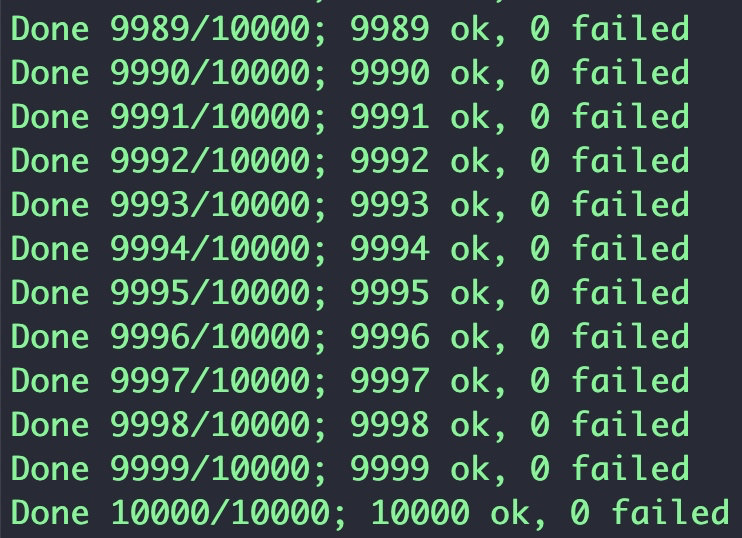 Done 9989/10000; 9989 ok, 0 failed
Done 9990/10000; 9990 ok, 0 failed
Done 9991/10000; 9991 ok, 0 failed
Done 9992/10000; 9992 ok, 0 failed
Done 9993/10000; 9993 ok, 0 failed
Done 9994/10000; 9994 ok, 0 failed
Done 9995/10000; 9995 ok, 0 failed
Done 9996/10000; 9996 ok, 0 failed
Done 9997/10000; 9997 ok, 0 failed
Done 9998/10000; 9998 ok, 0 failed
Done 9999/10000; 9999 ok, 0 failed
Done 10000/10000; 10000 ok, 0 failed